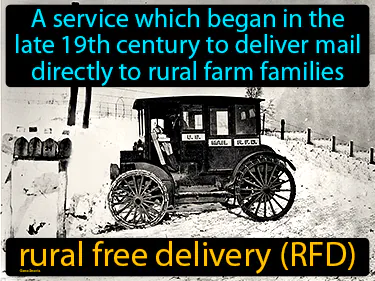 A service which began in the
late 19th century to deliver mail
directly to rural farm families
U.S. MAIL R.F.D.
rural free delivery (RFD)